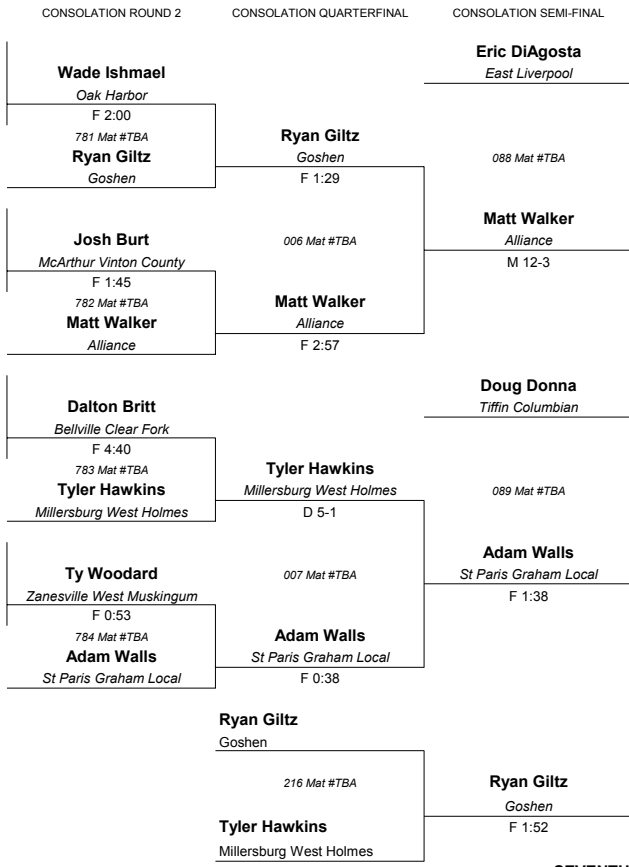 CONSOLATION ROUND 2
CONSOLATION QUARTERFINAL
CONSOLATION SEMI-FINAL
Wade Ishmael
Oak Harbor
F 2:00
781 Mat #TBA
Ryan Giltz
Goshen
Josh Burt
McArthur Vinton County
F 1:45
782 Mat #TBA
Matt Walker
Alliance
Dalton Britt
Bellville Clear Fork
F 4:40
783 Mat #TBA
Tyler Hawkins
Millersburg West Holmes
Ty Woodard
Zanesville West Muskingum
F 0:53
784 Mat #TBA
Adam Walls
St Paris Graham Local
Ryan Giltz
Goshen
F 1:29
006 Mat #TBA
Matt Walker
Alliance
F 2:57
Tyler Hawkins
Millersburg West Holmes
D 5-1
007 Mat #TBA
Adam Walls
St Paris Graham Local
F 0:38
Eric DiAgosta
East Liverpool
088 Mat #TBA
Matt Walker
Alliance
M 12-3
Doug Donna
Tiffin Columbian
089 Mat #TBA
Adam Walls
St Paris Graham Local
F 1:38
Ryan Giltz
Goshen
216 Mat #TBA
Tyler Hawkins
Millersburg West Holmes
Ryan Giltz
Goshen
F 1:52